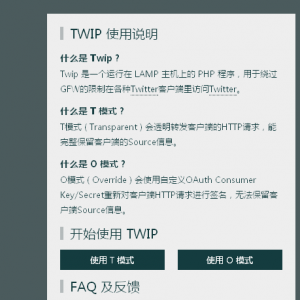 TWIP 使用说明
什么是 Twip ?
Twip 是一个运行在 LAMP 主机上的 PHP 程序，用于绕过
GFW的限制在各种Twitter客户端里访问Twitter。
什么是 T 模式 ?
T模式 ( Transparent ) 会透明转发客户端的HTTP请求，能
完整保留客户端的Source信息。
什么是 O 模式 ?
O模式 ( Override ) 会使用自定义OAuth Consumer
Key/Secret重新对客户端HTTP请求进行签名，无法保留客
户端Source信息。
开始使用 TWIP
使用 T 模式 使用 O 模式
FAQ 及反馈